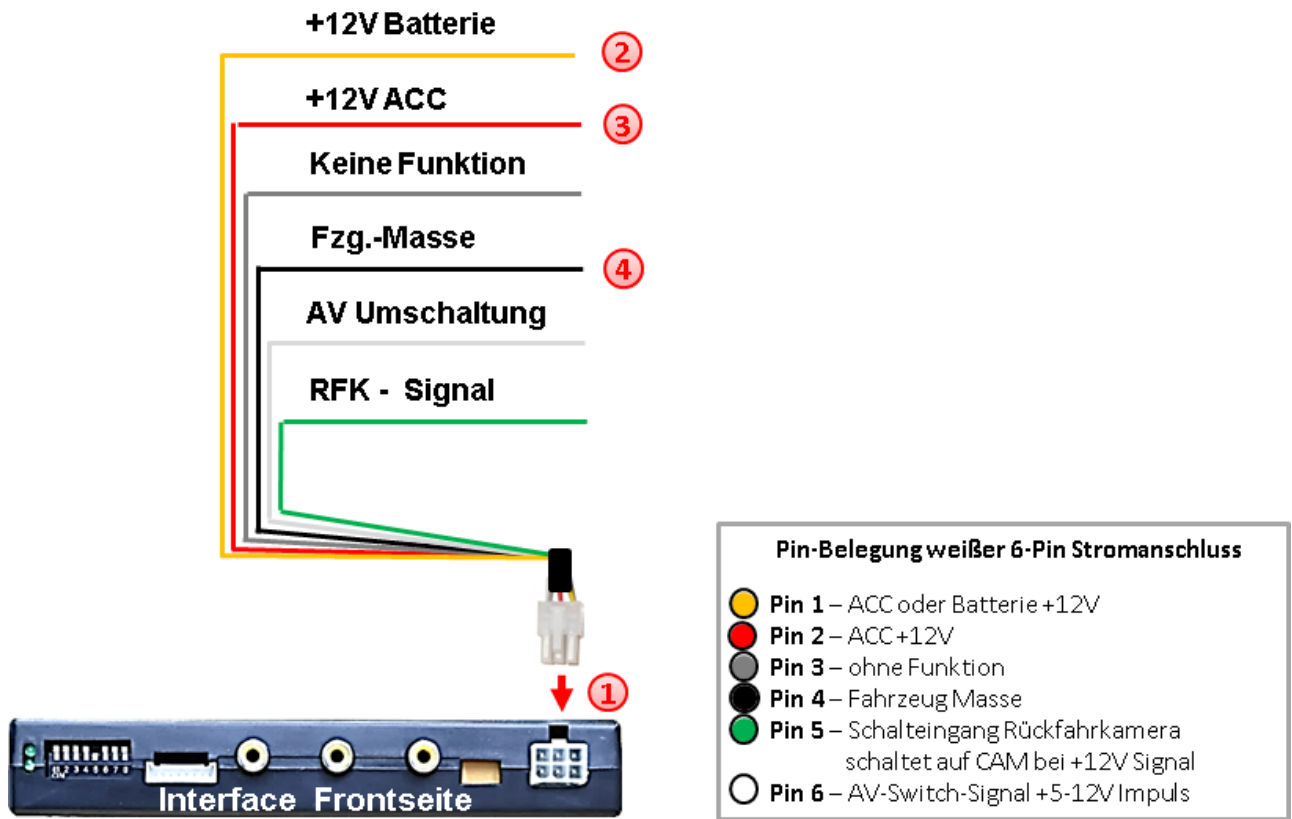 +12V Batterie
2
+12V ACC
3
Keine Funktion
Fzg.-Masse
4
AV Umschaltung
RFK - Signal
1
Interface Frontseite
Pin-Belegung weißer 6-Pin Stromanschluss
Pin 1 – ACC oder Batterie +12V
Pin 2 – ACC +12V
Pin 3 – ohne Funktion
Pin 4 – Fahrzeug Masse
Pin 5 – Schalteingang Rückfahrkamera
schaltet auf CAM bei +12V Signal
Pin 6 – AV-Switch-Signal +5-12V Impuls